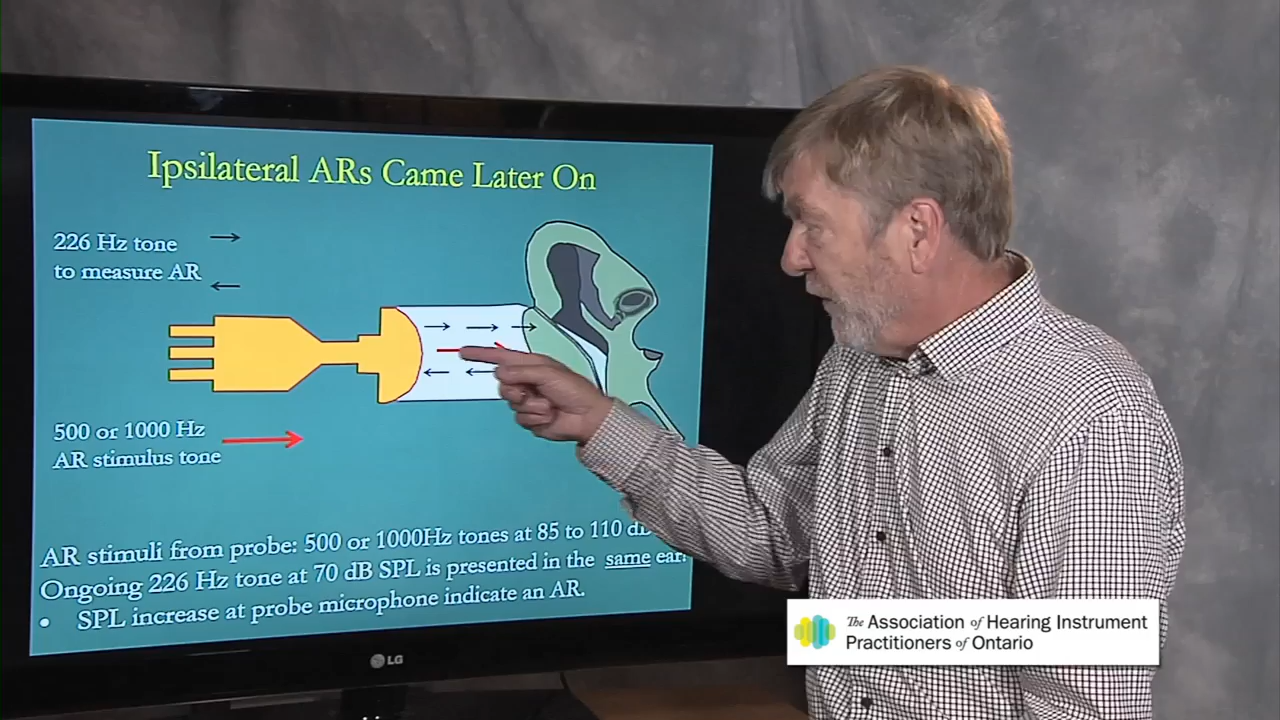 Ipsilateral ARs Came Later On
226 Hz tone
to measure AR
500 or 1000 Hz
AR stimulus tone
AR stimuli from probe: 500 or 1000Hz tones at 85 to 110
Ongoing 226 Hz tone at 70 dB SPL is presented in the same ear.
• SPL increase at probe microphone indicate an AR.
LG
The Association of Hearing Instrument
Practitioners of Ontario